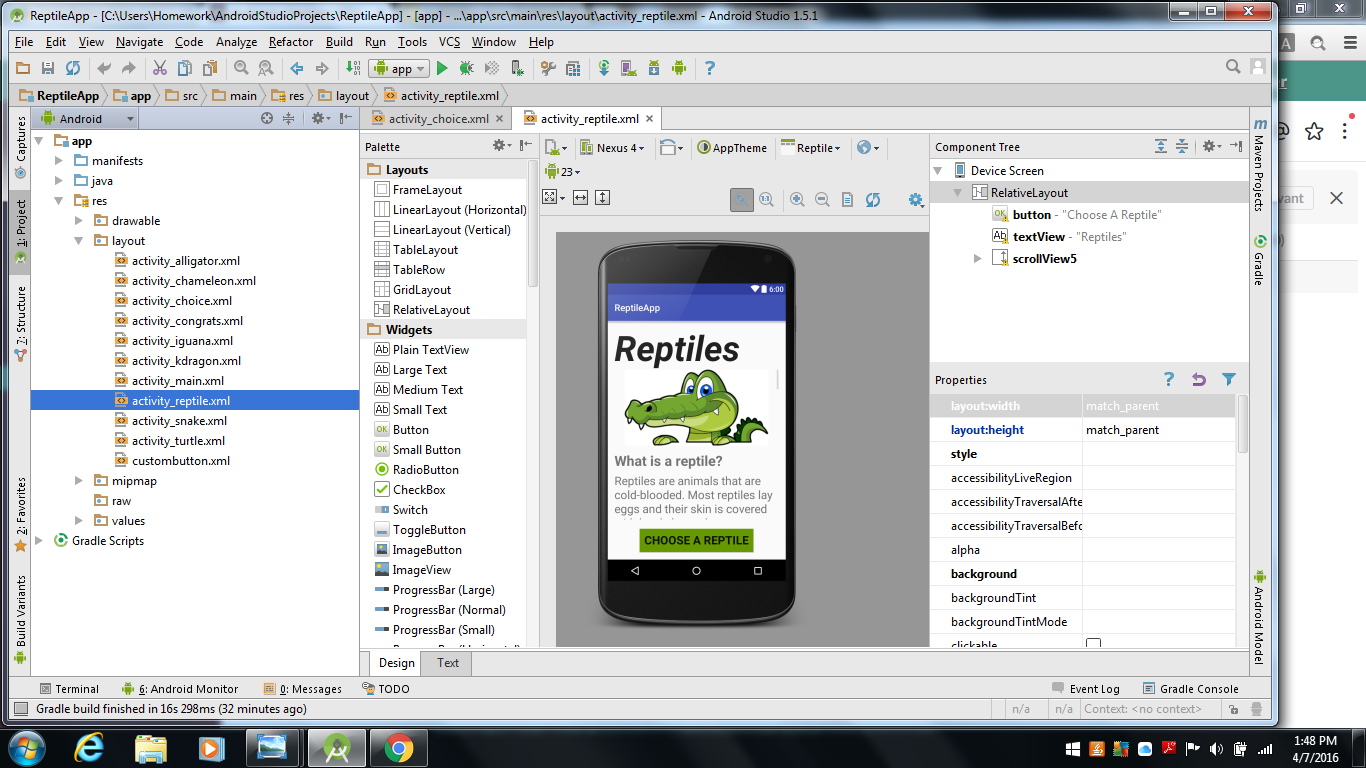 ReptileApp - [C:\Users\Homework\AndroidStudioProjects\ReptileApp] - [app] - ...\app\src\main\res\layout\activity_reptile.xml - Android Studio 1.5.1
File Edit View Navigate Code Analyze Refactor Build Run Tools VCS Window Help
app
ReptileApp app src main res layout activity_reptile.xml
Android
activity_choice.xml activity_reptile.xml
Captures
1: Project
7: Structure
2: Favorites
Build Variants
app
manifests
java
res
drawable
layout
activity_alligator.xml
activity_chameleon.xml
activity_choice.xml
activity_congrats.xml
activity_iguana.xml
activity_kdragon.xml
activity_main.xml
activity_reptile.xml
activity_snake.xml
activity_turtle.xml
custombutton.xml
mipmap
raw
values
Gradle Scripts
Palette
Layouts
FrameLayout
LinearLayout (Horizontal)
LinearLayout (Vertical)
TableLayout
TableRow
GridLayout
RelativeLayout
Widgets
Ab Plain TextView
Ab Large Text
Ab Medium Text
Ab Small Text
OK Button
OK Small Button
RadioButton
CheckBox
Switch
ToggleButton
ImageButton
ImageView
ProgressBar (Large)
ProgressBar (Normal)
ProgressBar (Small)
Design Text
Nexus 4 AppTheme Reptile
23
6:00
ReptileApp
Reptiles
What is a reptile?
Reptiles are animals that are
cold-blooded. Most reptiles lay
eggs and their skin is covered
CHOOSE A REPTILE
Component Tree
Device Screen
RelativeLayout
OK button - "Choose A Reptile"
Ab textView - "Reptiles"
scrollView5
Properties
layout:width match_parent
layout:height match_parent
style
accessibilityLiveRegion
accessibilityTraversalAfte
accessibilityTraversalBefo
alpha
background
backgroundTint
backgroundTintMode
clickable
m Maven Projects
Gradle
Android Model
Terminal 6: Android Monitor 0: Messages TODO Event Log Gradle Console
Gradle build finished in 16s 298ms (32 minutes ago) n/a n/a Context: <no context>
1:48 PM
4/7/2016